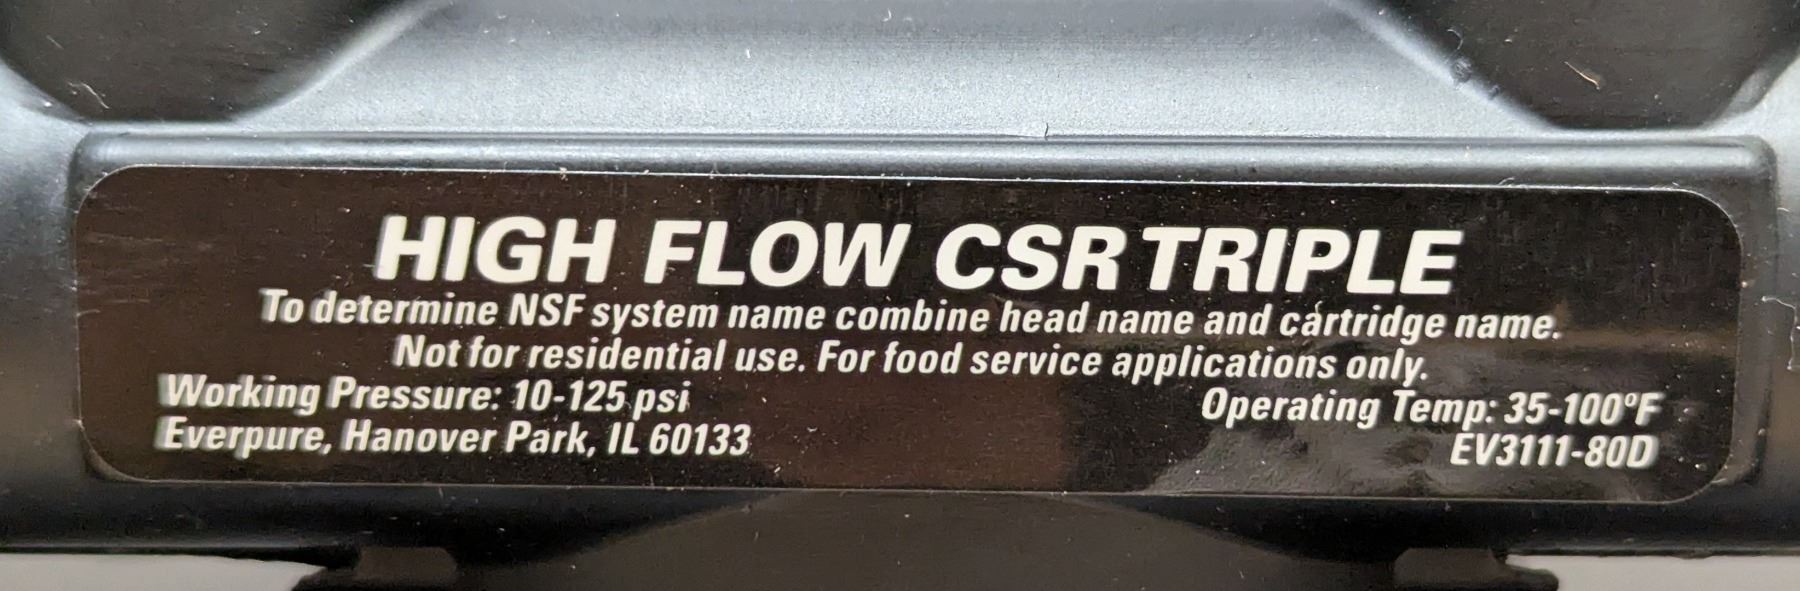 HIGH FLOW CSR TRIPLE
To determine NSF system name combine head name and cartridge name.
Not for residential use. For food service applications only.
Working Pressure: 10-125 psi Operating Temp: 35-100°F
Everpure, Hanover Park, IL 60133 EV3111-80D